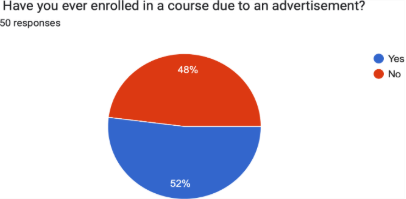 Have you ever enrolled in a course due to an advertisement?
50 responses
Yes
No
48%
52%